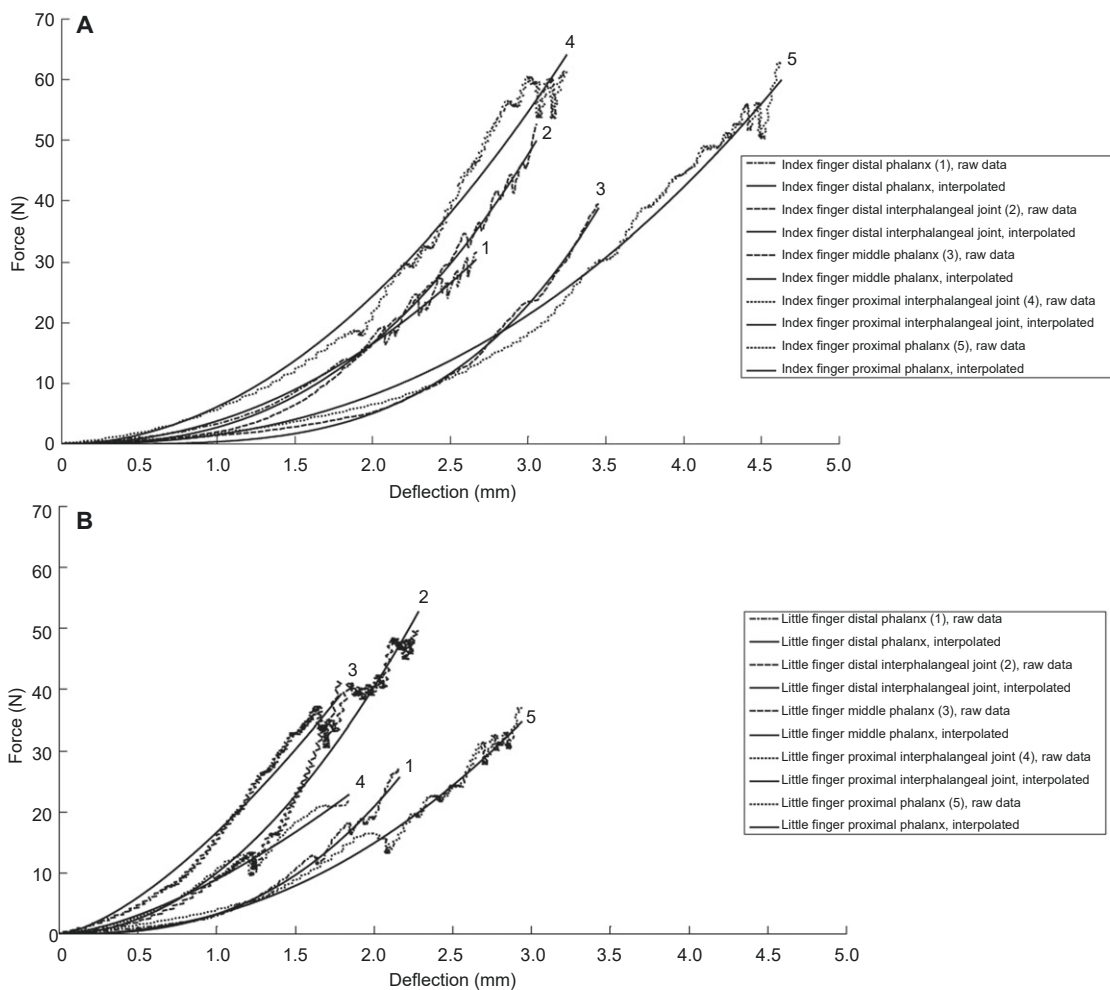 A
70
60
50
40
30
20
10
0
Force (N)
4
5
2
3
1
Index finger distal phalanx (1), raw data
Index finger distal phalanx, interpolated
Index finger distal interphalangeal joint (2), raw data
Index finger distal interphalangeal joint, interpolated
Index finger middle phalanx (3), raw data
Index finger middle phalanx, interpolated
Index finger proximal interphalangeal joint (4), raw data
Index finger proximal interphalangeal joint, interpolated
Index finger proximal phalanx (5), raw data
Index finger proximal phalanx, interpolated
0 0.5 1.0 1.5 2.0 2.5 3.0 3.5 4.0 4.5 5.0
Deflection (mm)
B
70
60
50
40
30
20
10
0
Force (N)
2
3
5
1
4
Little finger distal phalanx (1), raw data
Little finger distal phalanx, interpolated
Little finger distal interphalangeal joint (2), raw data
Little finger distal interphalangeal joint, interpolated
Little finger middle phalanx (3), raw data
Little finger middle phalanx, interpolated
Little finger proximal interphalangeal joint (4), raw data
Little finger proximal interphalangeal joint, interpolated
Little finger proximal phalanx (5), raw data
Little finger proximal phalanx, interpolated
0 0.5 1.0 1.5 2.0 2.5 3.0 3.5 4.0 4.5 5.0
Deflection (mm)